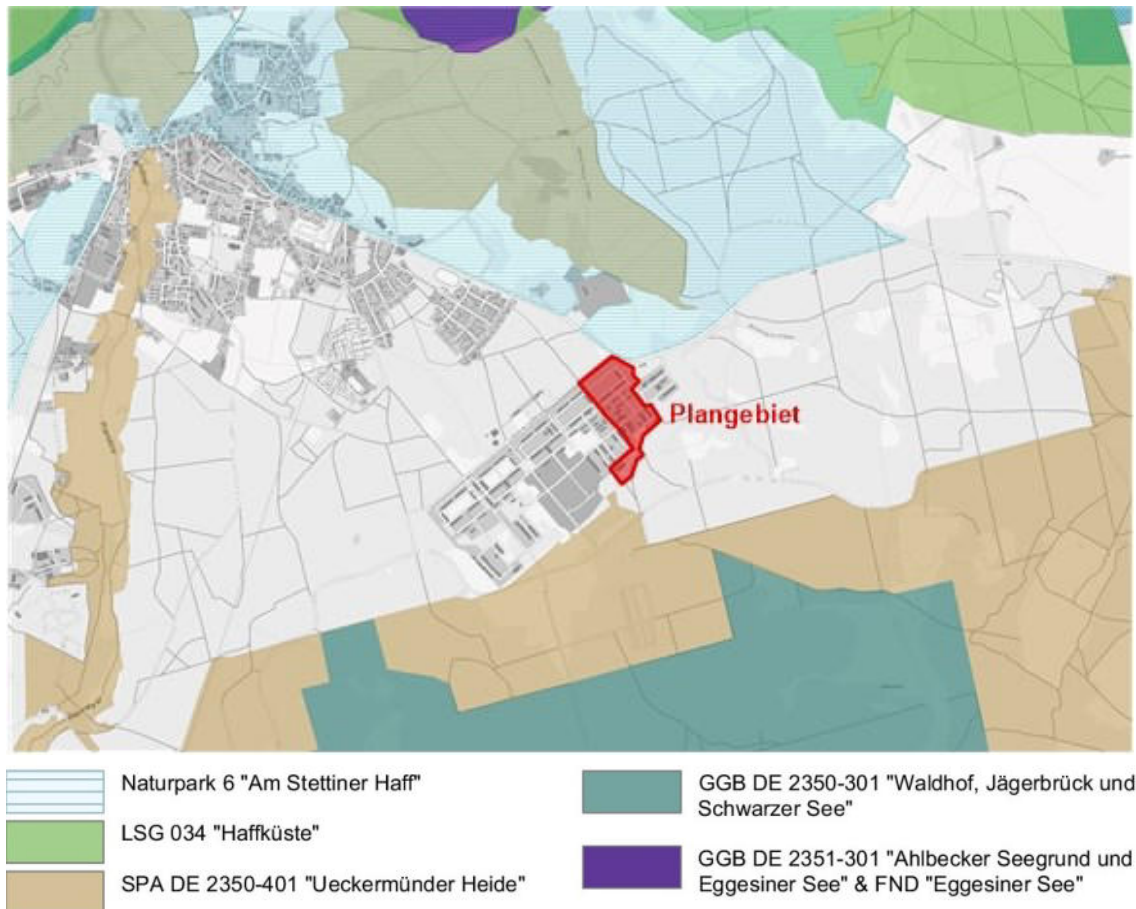 Plangebiet
Naturpark 6 "Am Stettiner Haff"
LSG 034 "Haffküste"
SPA DE 2350-401 "Ueckermünder Heide"
GGB DE 2350-301 "Waldhof, Jägerbrück und
Schwarzer See"
GGB DE 2351-301 "Ahlbecker Seegrund und
Eggesiner See" & FND "Eggesiner See"